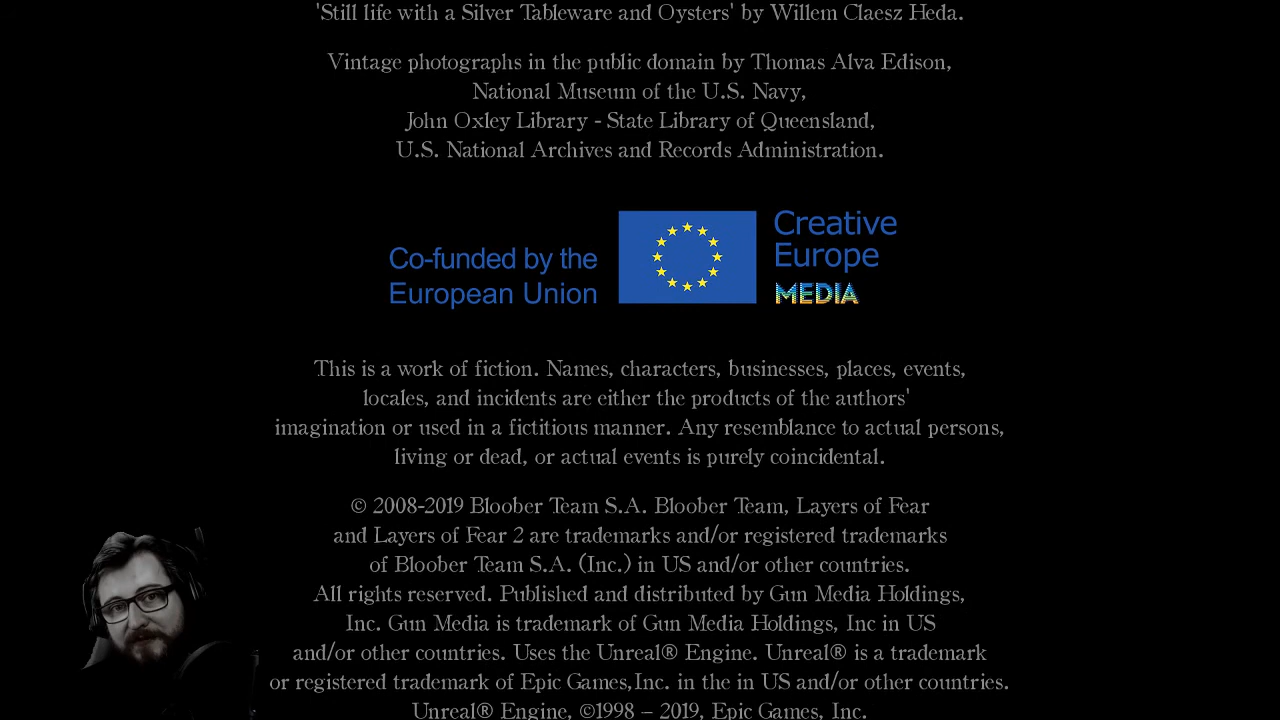 'Still life with a Silver Tableware and Oysters' by Willem Claesz Heda.
Vintage photographs in the public domain by Thomas Alva Edison,
National Museum of the U.S. Navy,
John Oxley Library - State Library of Queensland,
U.S. National Archives and Records Administration.
Co-funded by the
European Union
Creative
Europe
MEDIA
This is a work of fiction. Names, characters, businesses, places, events,
locales, and incidents are either the products of the authors'
imagination or used in a fictitious manner. Any resemblance to actual persons,
living or dead, or actual events is purely coincidental.
© 2008-2019 Bloober Team S.A. Bloober Team, Layers of Fear
and Layers of Fear 2 are trademarks and/or registered trademarks
of Bloober Team S.A. (Inc.) in US and/or other countries.
All rights reserved. Published and distributed by Gun Media Holdings,
Inc. Gun Media is trademark of Gun Media Holdings, Inc in US
and/or other countries. Uses the Unreal® Engine. Unreal® is a trademark
or registered trademark of Epic Games,Inc. in the in US and/or other countries.
Unreal® Engine, ©1998 – 2019, Epic Games, Inc.